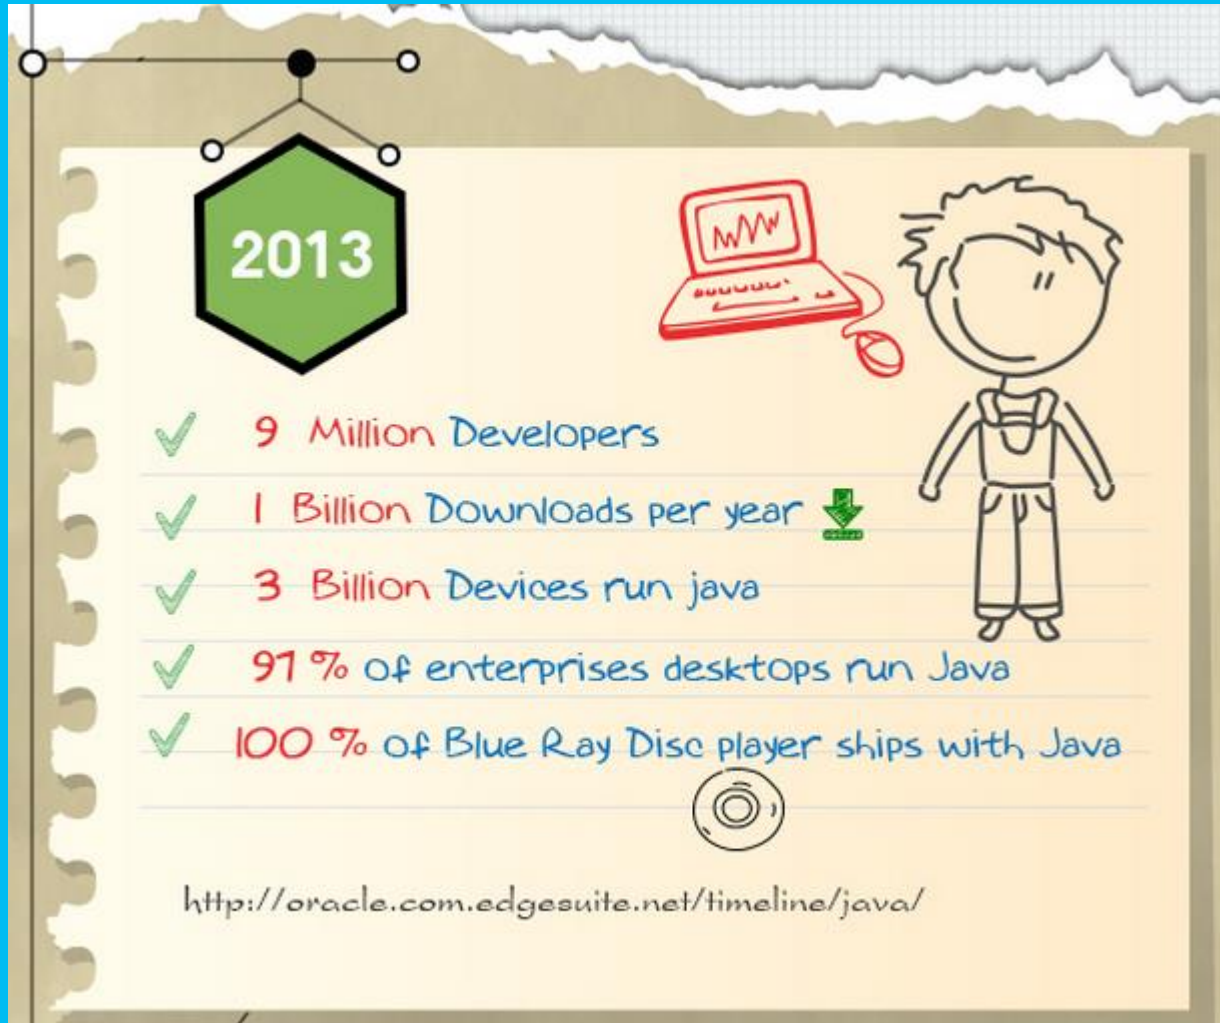 2013
9 Million Developers
1 Billion Downloads per year
3 Billion Devices run java
97 % of enterprises desktops run Java
100 % of Blue Ray Disc player ships with Java
http://oracle.com.edgesuite.net/timeline/java/